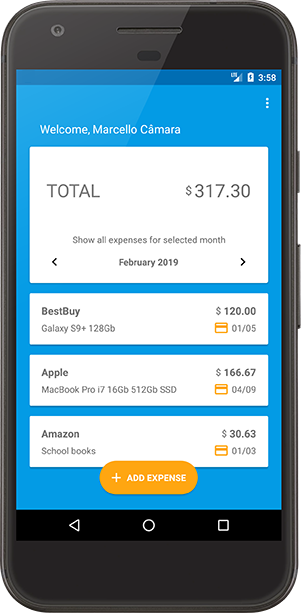 LTE 3:58
Welcome, Marcello Câmara
TOTAL $ 317.30
Show all expenses for selected month
February 2019
BestBuy $ 120.00
Galaxy S9+ 128Gb 01/05
Apple $ 166.67
MacBook Pro i7 16Gb 512Gb SSD 04/09
Amazon $ 30.63
School books 01/03
+ ADD EXPENSE